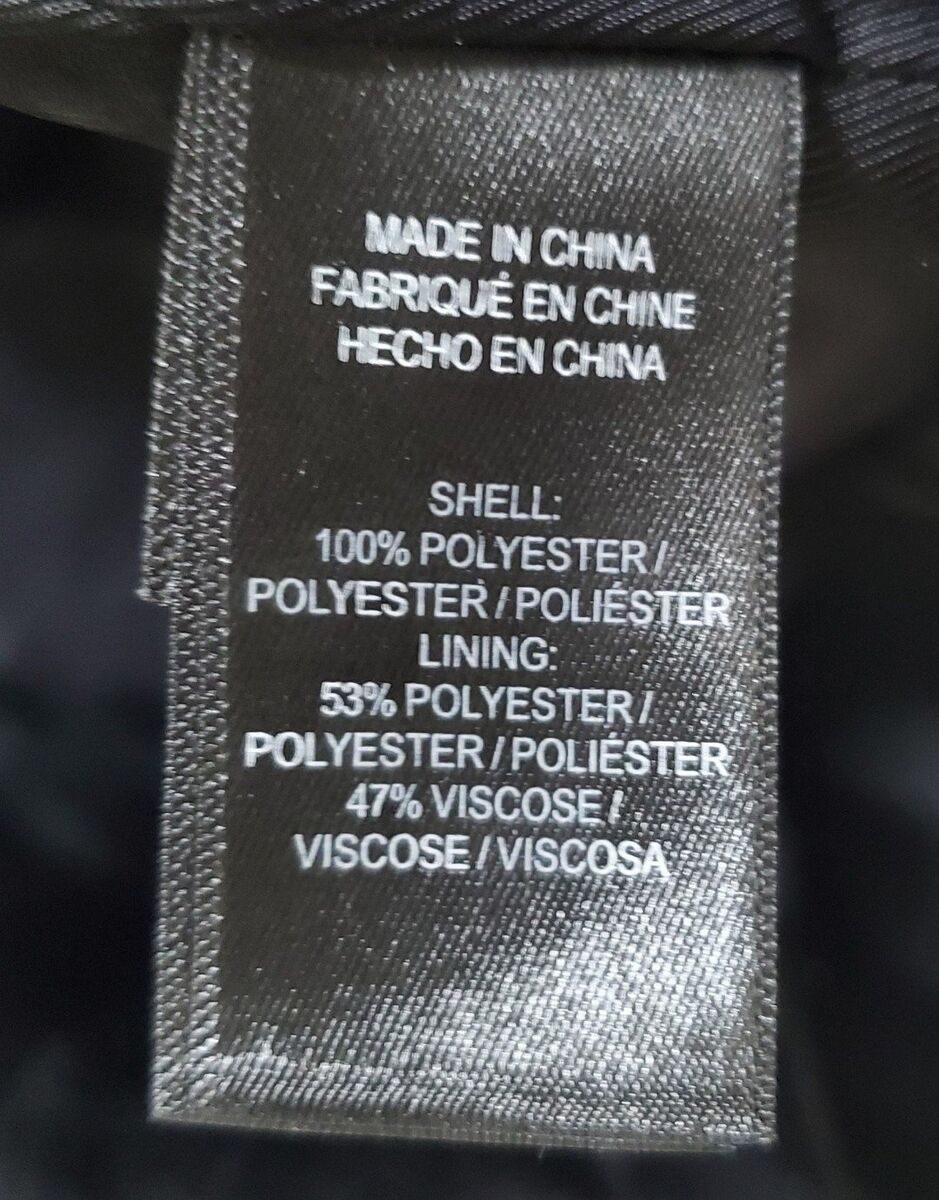 MADE IN CHINA
FABRIQUÉ EN CHINE
HECHO EN CHINA
SHELL:
100% POLYESTER /
POLYESTER / POLIÉSTER
LINING:
53% POLYESTER /
POLYESTER / POLIÉSTER
47% VISCOSE /
VISCOSE / VISCOSA